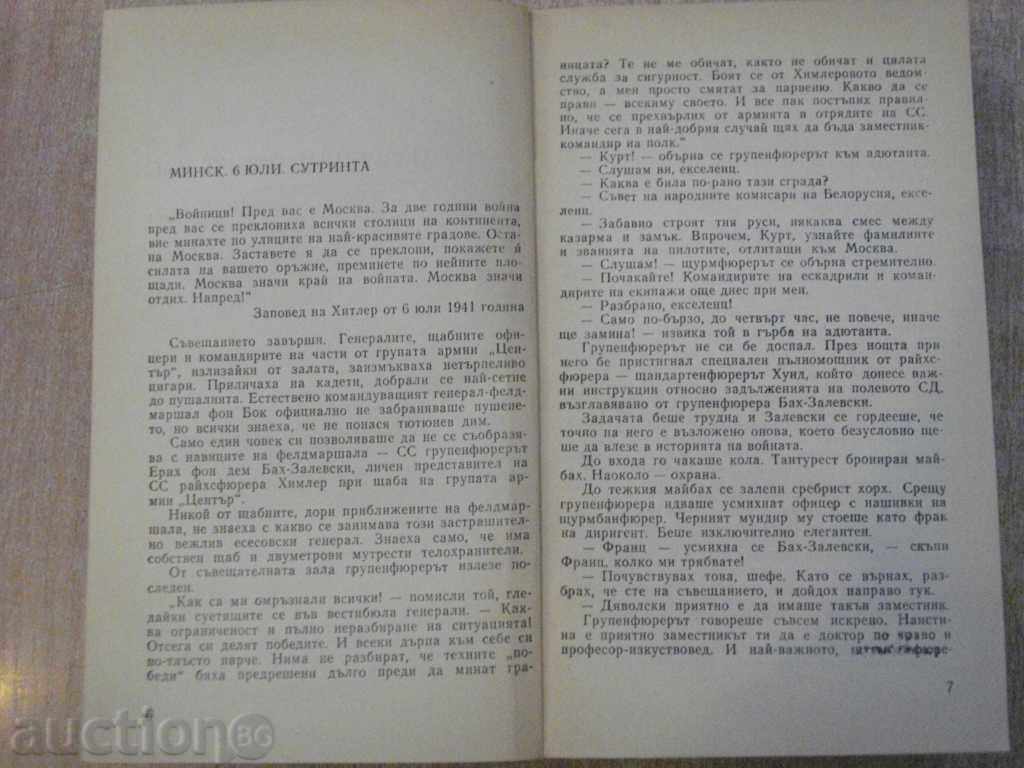 МИНСК. 6 ЮЛИ. СУТРИНТА
„Войници! Пред вас е Москва. За две години война
пред вас се преклониха всички столици на континента,
вие минахте по улиците на най-красивите градове. Оста-
на Москва. Заставете я да се преклони, покажете ѝ
силата на вашето оръжие, преминете по нейните пло-
щади. Москва значи край на войната. Москва значи
отдих. Напред!“
Заповед на Хитлер от 6 юли 1941 година
Съвещанието завърши. Генералите, щабните офи-
цери и командирите на части от групата армии „Цен-
тър“, излизайки от залата, заизмъкваха нетърпеливо
цигари. Приличаха на кадети, добрали се най-сетне
до пушалнята. Естествено командуващият генерал-фелд-
маршал фон Бок официално не забраняваше пушене-
то, но всички знаеха, че не понася тютюнев дим.
Само един човек си позволяваше да не се съобразя-
ва с навиците на фелдмаршала — СС групенфюрерът
Ерих фон дем Бах-Залевски, личен представител на
СС райхсфюрера Химлер при щаба на групата ар-
мии „Център“.
Никой от щабните, дори приближените на фелдмар-
шала, не знаеха с какво се занимава този застрашител-
но вежлив есесовски генерал. Знаеха само, че има
собствен щаб и двуметрови мутрести телохранители.
От съвещателната зала групенфюрерът излезе по-
следен.
„Как са ми омръзнали всички! — помисли той, гле-
дайки суетящите се във вестибюла генерали. — Как-
ва ограниченост и пълно неразбиране на ситуацията!
Отсега си делят победите. И всеки дърпа към себе си
по-тлъсто парче. Нима не разбират, че техните „по-
беди“ бяха предрешени дълго преди да минат гра-
6
ницата? Те не ме обичат, както не обичат и цялата
служба за сигурност. Боят се от Химлеровото ведом-
ство, а мен просто смятат за парвеню. Какво да се
прави — всекиму своето. И все пак постъпих правил-
но, че се прехвърлих от армията в отрядите на СС.
Иначе сега в най-добрия случай щях да бъда заместник-
командир на полк.“
— Курт! — обърна се групенфюрерът към адютанта.
— Слушам ви, екселенц.
— Каква е била по-рано тази сграда?
— Съвет на народните комисари на Белорусия, ексе-
ленц.
— Забавно строят тия руси, някаква смес между
казарма и замък. Впрочем, Курт, узнайте фамилиите
и званията на пилотите, отлитащи към Москва.
— Слушам! — щурмфюрерът се обърна стремително.
— Почакайте! Командирите на ескадрили и коман-
дирите на екипажи още днес при мен.
— Разбрано, екселенц!
— Само по-бързо, до четвърт час, не повече, иначе
ще замина! — извика той в гърба на адютанта.
Групенфюрерът не си бе доспал. През нощта при
него бе пристигнал специален пълномощник от райхс-
фюрера — щандартенфюрерът Хунд, който донесе важ-
ни инструкции относно задълженията на полевото СД,
възглавявано от групенфюрера Бах-Залевски.
Задачата беше трудна и Залевски се гордееше, че
точно на него е възложено онова, което безусловно ще-
ше да влезе в историята на войната.
До входа го чакаше кола. Тантурест брониран май-
бах. Наоколо — охрана.
До тежкия майбах се залепи сребрист хорх. Срещу
групенфюрера идваше усмихнат офицер с нашивки на
щурмбанфюрер. Черният мундир му стоеше като фрак
на диригент. Беше изключително елегантен.
— Франц — усмихна се Бах-Залевски, — скъпи
Франц, колко ми трябвате!
— Почувствувах това, шефе. Като се върнах, раз-
брах, че сте на съвещанието, и дойдох направо тук.
— Дяволски приятно е да имаше такъв заместник.
Групенфюрерът говореше съвсем искрено. Наисти-
на е приятно заместникът ти да е доктор по право и
професор-изкуствовед. И най-важното,
7
auction BG